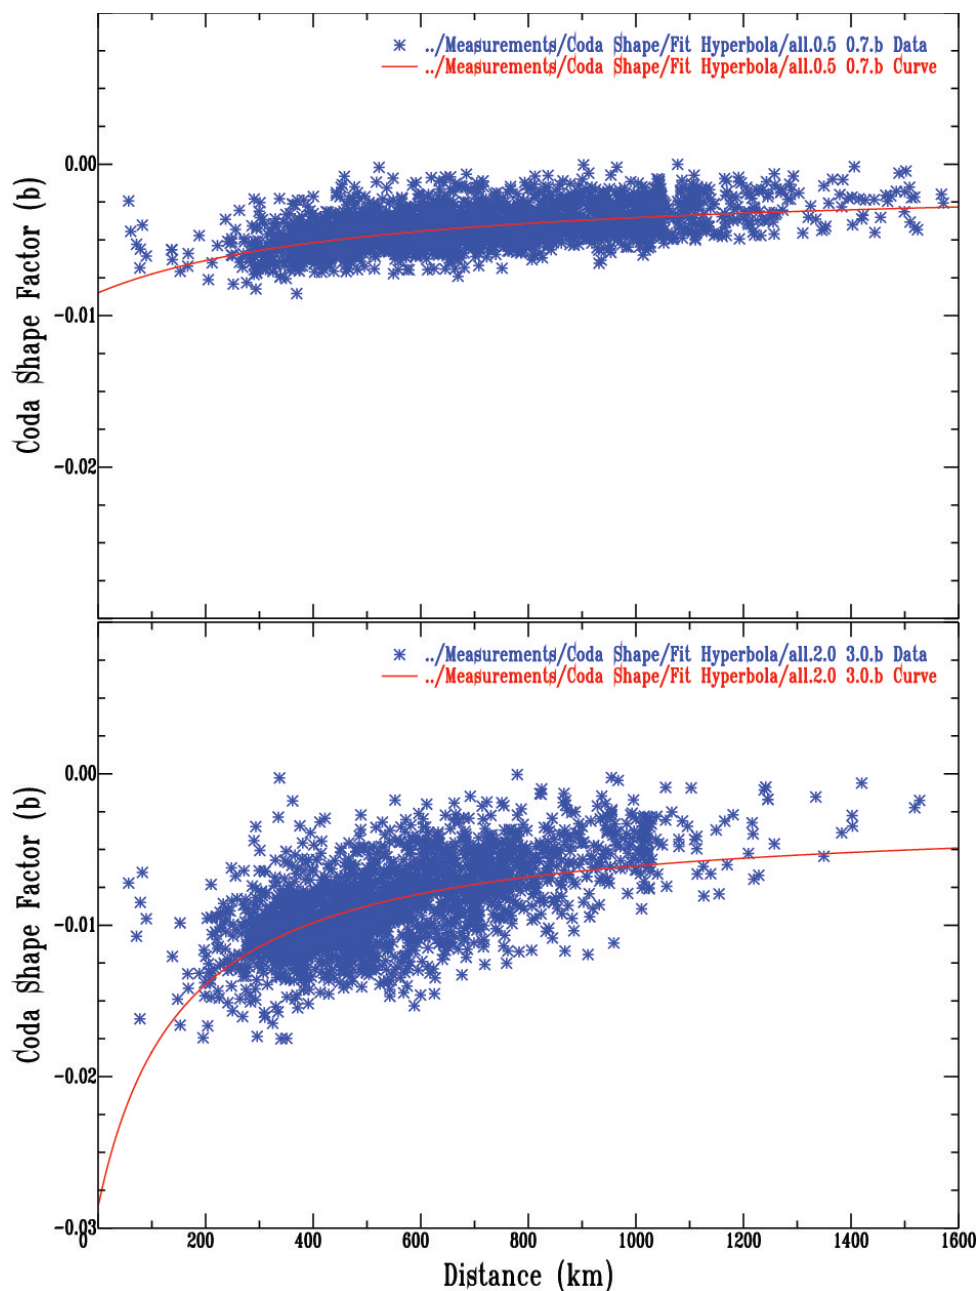 ../Measurements/Coda Shape/Fit Hyperbola/all.0.5 0.7.b Data
../Measurements/Coda Shape/Fit Hyperbola/all.0.5 0.7.b Curve
0.00
-0.01
-0.02
Coda Shape Factor (b)
../Measurements/Coda Shape/Fit Hyperbola/all.2.0 3.0.b Data
../Measurements/Coda Shape/Fit Hyperbola/all.2.0 3.0.b Curve
0.00
-0.01
-0.02
-0.03
Coda Shape Factor (b)
0 200 400 600 800 1000 1200 1400 1600
Distance (km)